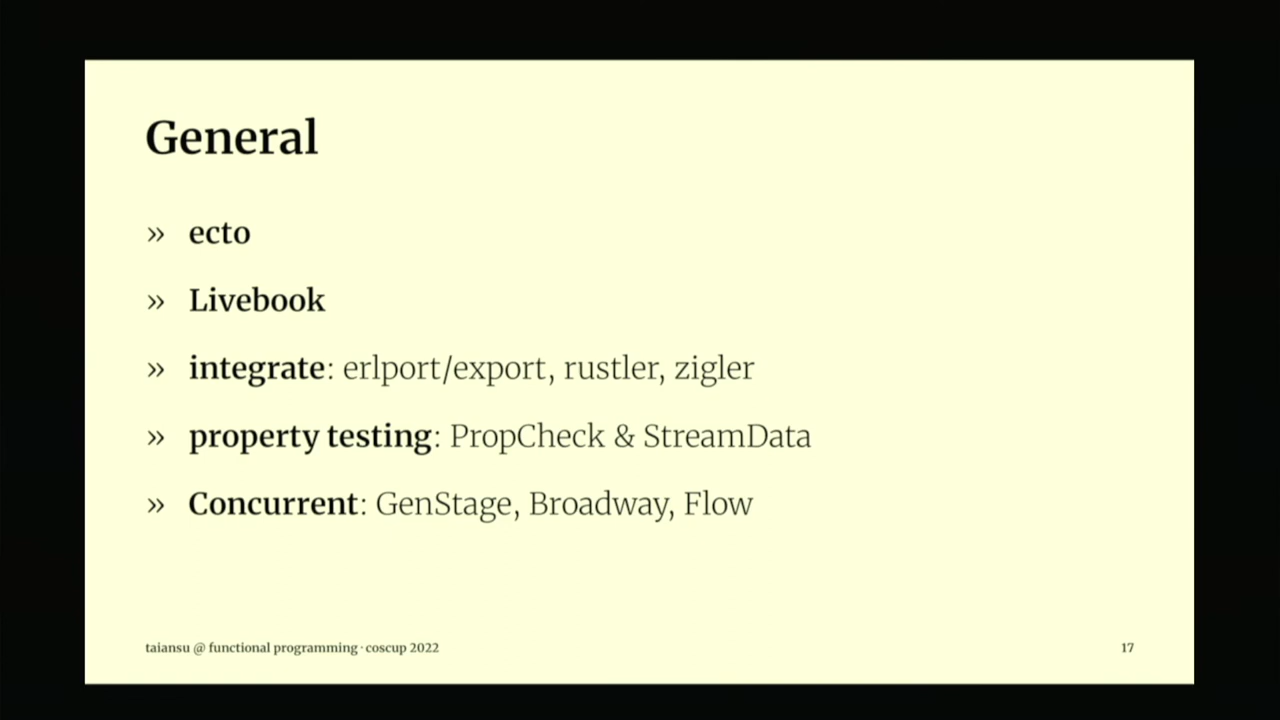 General
» ecto
» Livebook
» integrate: erlport/export, rustler, zigler
» property testing: PropCheck & StreamData
» Concurrent: GenStage, Broadway, Flow
taiansu @ functional programming · coscup 2022
17